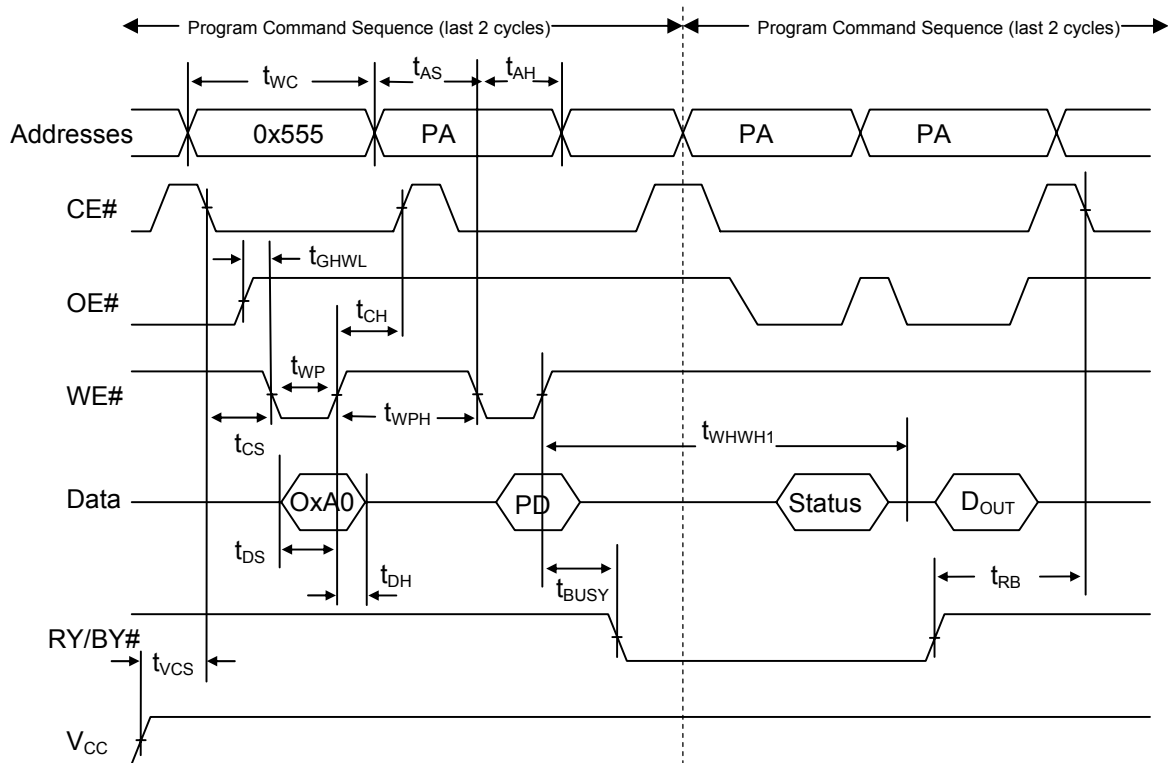 Program Command Sequence (last 2 cycles) Program Command Sequence (last 2 cycles)
tWC tAS tAH
Addresses 0x555 PA PA PA
CE#
tGHWL
OE#
tCH
tWP
WE#
tWPH
tCS tWHWH1
Data OxA0 PD Status DOUT
tDS tDH
tBUSY tRB
RY/BY#
tVCS
VCC